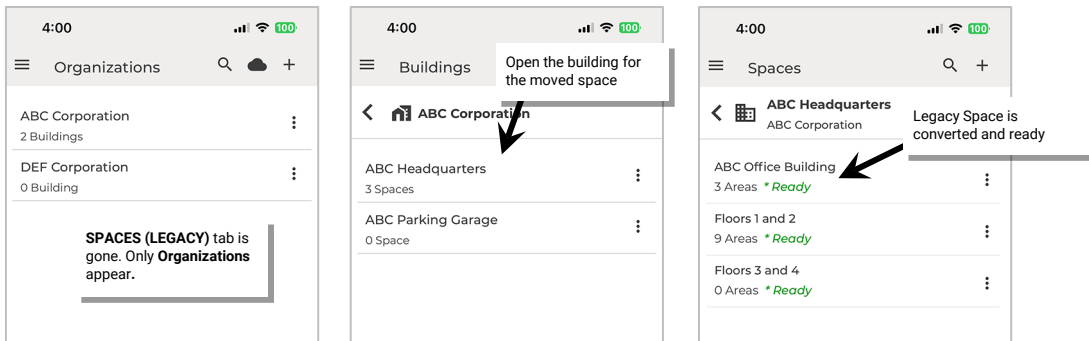 4:00
100
Organizations
ABC Corporation
2 Buildings
DEF Corporation
0 Building
SPACES (LEGACY) tab is
gone. Only Organizations
appear.
4:00
100
Buildings
Open the building for
the moved space
ABC Corporation
ABC Headquarters
3 Spaces
ABC Parking Garage
0 Space
4:00
100
Spaces
ABC Headquarters
ABC Corporation
Legacy Space is
converted and ready
ABC Office Building
3 Areas * Ready
Floors 1 and 2
9 Areas * Ready
Floors 3 and 4
0 Areas * Ready